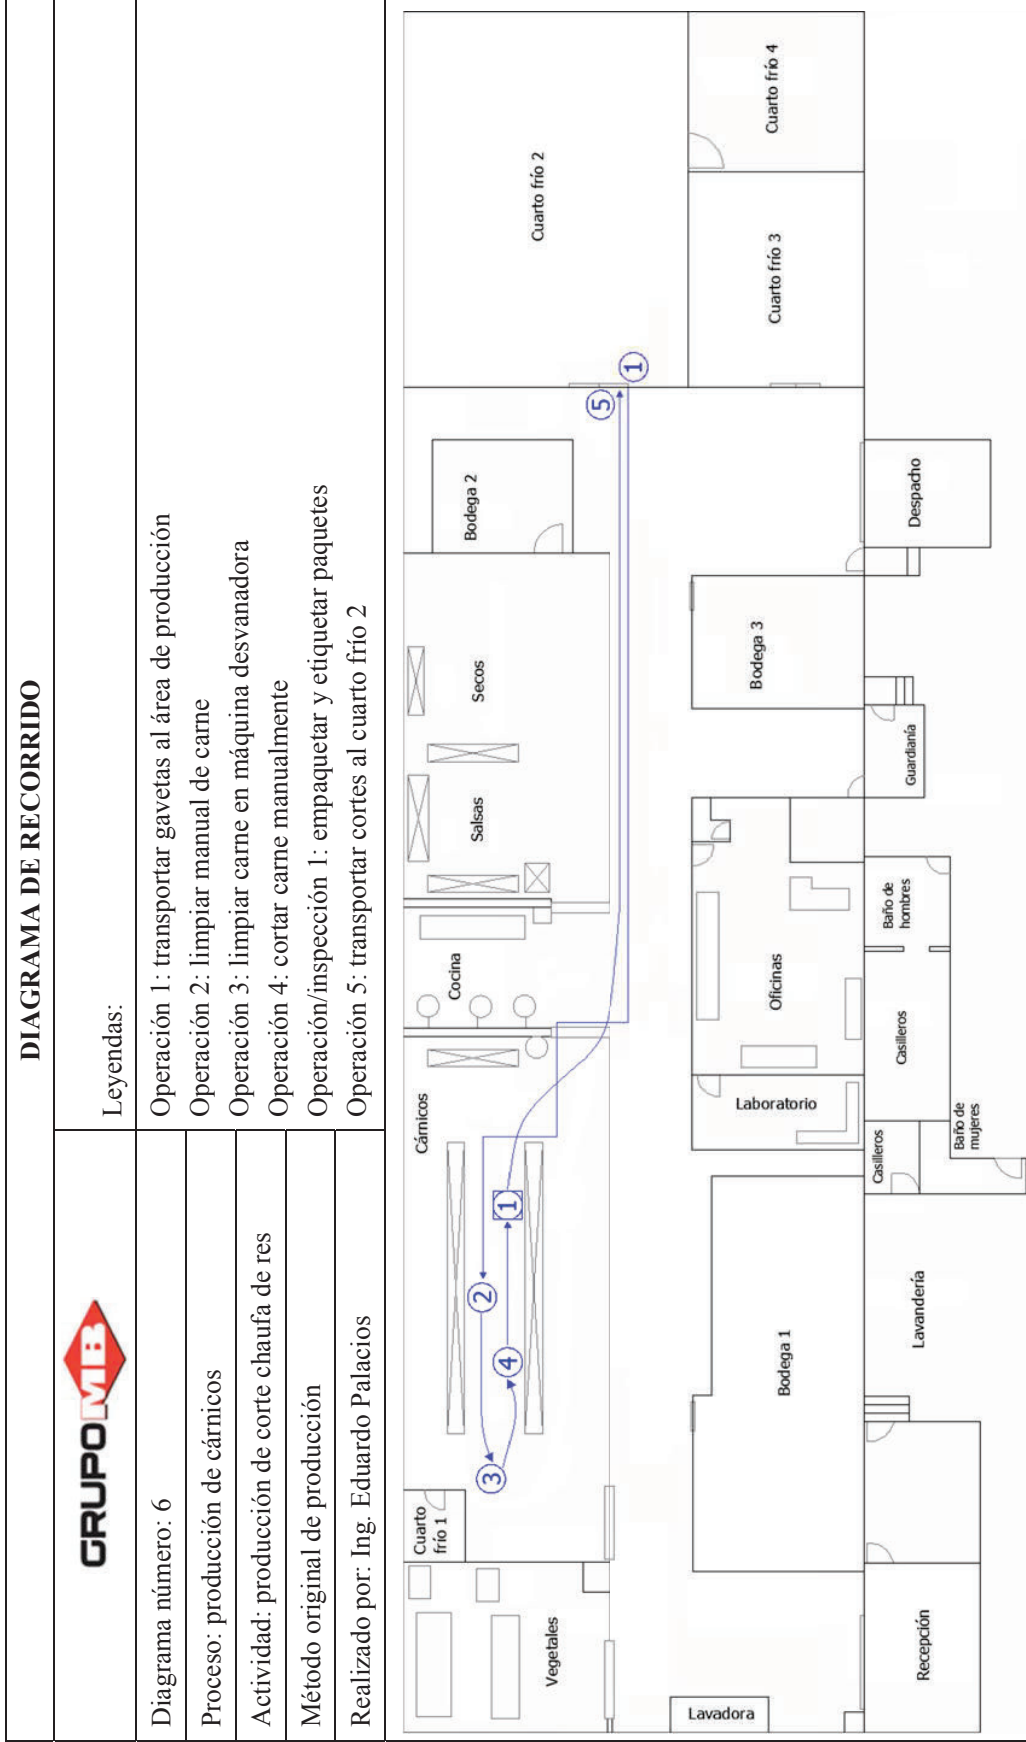 DIAGRAMA DE RECORRIDO
GRUPO MB
Leyendas:
Diagrama número: 6
Proceso: producción de cárnicos
Actividad: producción de corte chaufa de res
Método original de producción
Realizado por: Ing. Eduardo Palacios
Operación 1: transportar gavetas al área de producción
Operación 2: limpiar manual de carne
Operación 3: limpiar carne en máquina desvanadora
Operación 4: cortar carne manualmente
Operación/inspección 1: empaquetar y etiquetar paquetes
Operación 5: transportar cortes al cuarto frío 2
Cuarto
frío 1
Cárnicos
Cocina
Salsas
Secos
Bodega 2
Cuarto frío 2
Cuarto frío 4
Cuarto frío 3
3
2
4
1
5
1
Vegetales
Lavadora
Bodega 1
Laboratorio
Oficinas
Bodega 3
Recepción
Lavandería
Casilleros
Baño de
mujeres
Casilleros
Baño de
hombres
Guardianía
Despacho